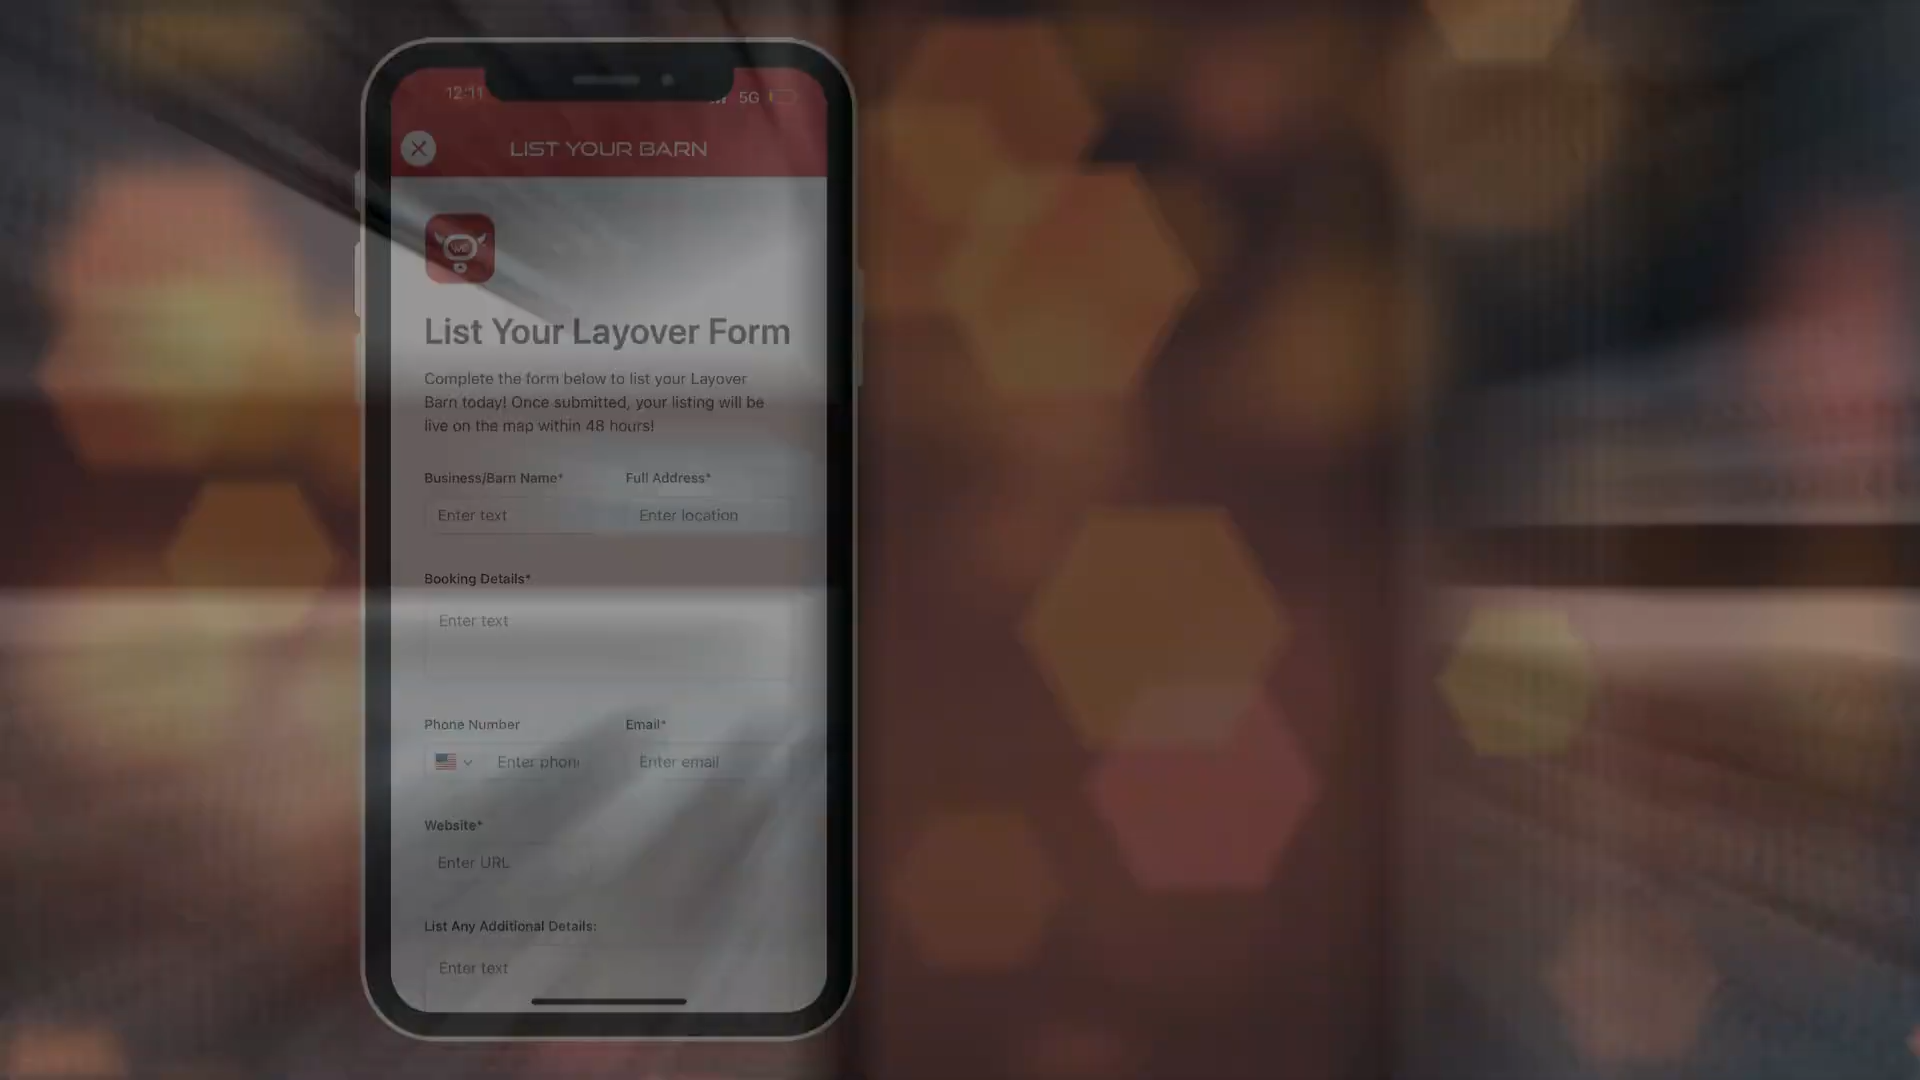 12:11
5G
LIST YOUR BARN
List Your Layover Form
Complete the form below to list your Layover
Barn today! Once submitted, your listing will be
live on the map within 48 hours!
Business/Barn Name* Full Address*
Enter text Enter location
Booking Details*
Enter text
Phone Number Email*
Enter phon Enter email
Website*
Enter URL
List Any Additional Details:
Enter text